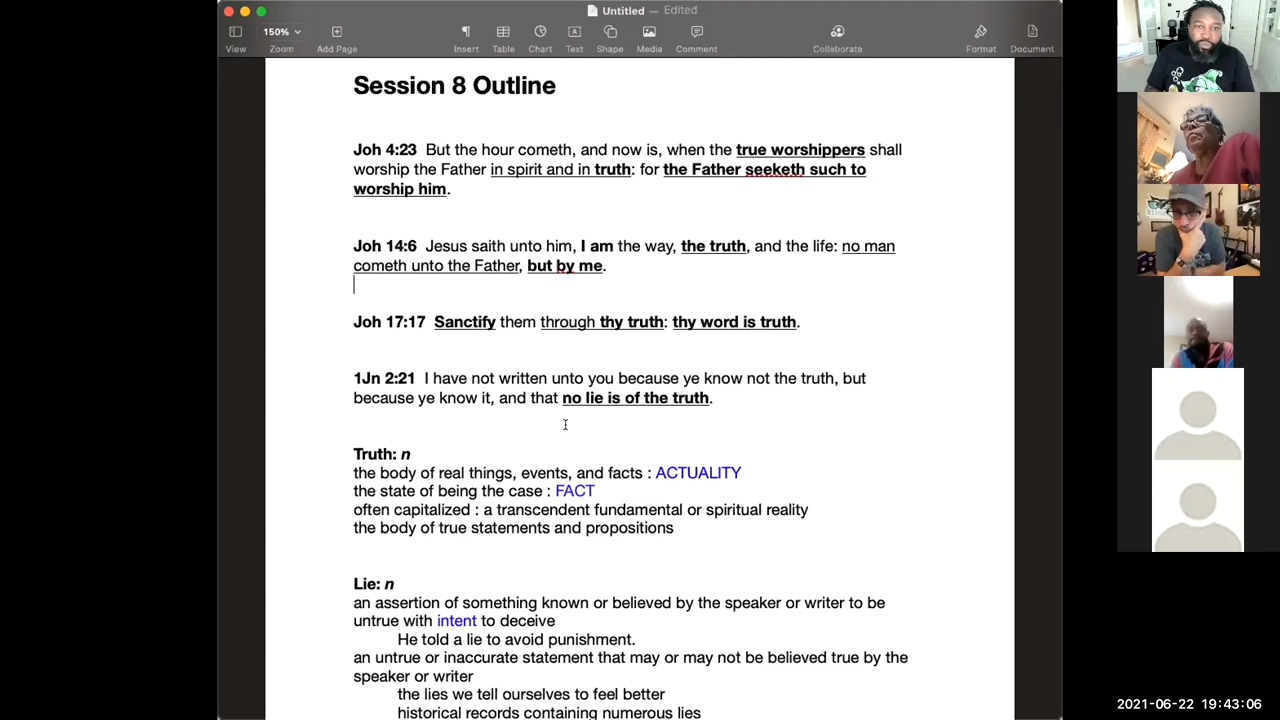 Untitled — Edited
150%
View
Zoom
Add Page
Insert
Table
Chart
Text
Shape
Media
Comment
Collaborate
Format
Document
Session 8 Outline
Joh 4:23 But the hour cometh, and now is, when the true worshippers shall
worship the Father in spirit and in truth: for the Father seeketh such to
worship him.
Joh 14:6 Jesus saith unto him, I am the way, the truth, and the life: no man
cometh unto the Father, but by me.
Joh 17:17 Sanctify them through thy truth: thy word is truth.
1Jn 2:21 I have not written unto you because ye know not the truth, but
because ye know it, and that no lie is of the truth.
Truth: n
the body of real things, events, and facts : ACTUALITY
the state of being the case : FACT
often capitalized : a transcendent fundamental or spiritual reality
the body of true statements and propositions
Lie: n
an assertion of something known or believed by the speaker or writer to be
untrue with intent to deceive
He told a lie to avoid punishment.
an untrue or inaccurate statement that may or may not be believed true by the
speaker or writer
the lies we tell ourselves to feel better
historical records containing numerous lies
2021-06-22 19:43:06